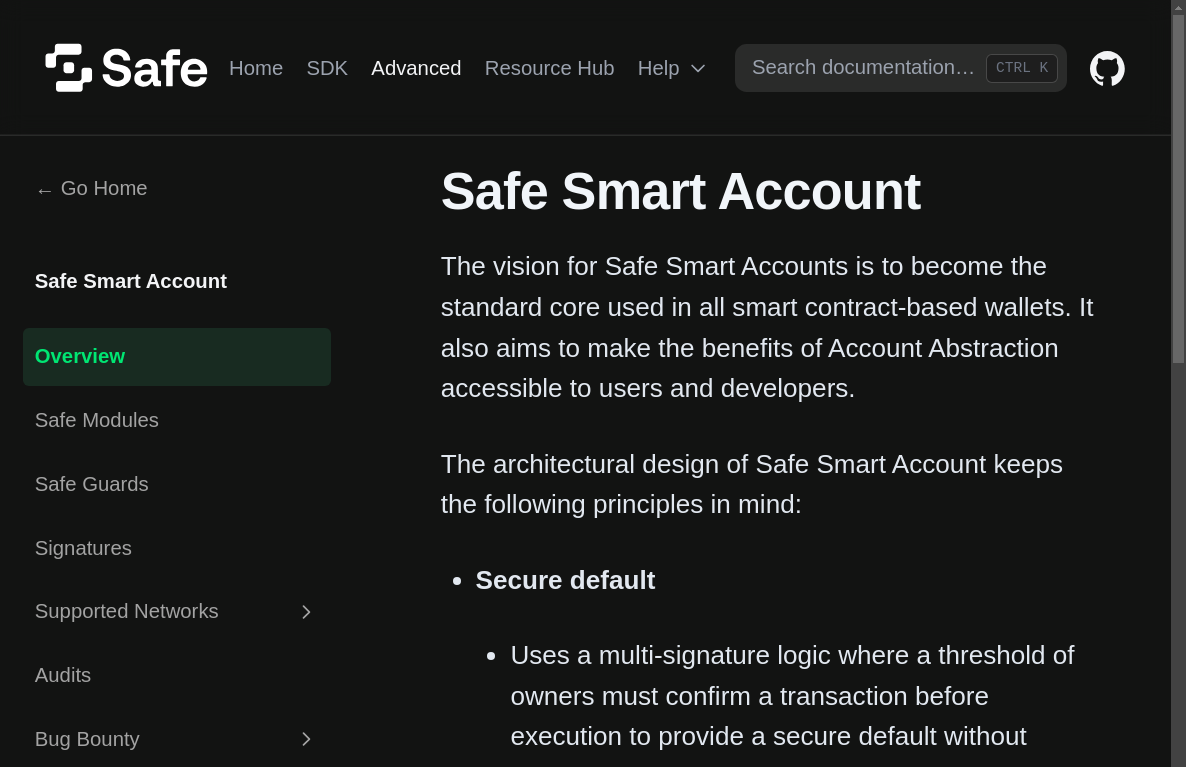 Safe Home SDK Advanced Resource Hub Help Search documentation… CTRL K
← Go Home
Safe Smart Account
Overview
Safe Modules
Safe Guards
Signatures
Supported Networks
Audits
Bug Bounty
Safe Smart Account
The vision for Safe Smart Accounts is to become the
standard core used in all smart contract-based wallets. It
also aims to make the benefits of Account Abstraction
accessible to users and developers.
The architectural design of Safe Smart Account keeps
the following principles in mind:
• Secure default
• Uses a multi-signature logic where a threshold of
owners must confirm a transaction before
execution to provide a secure default without